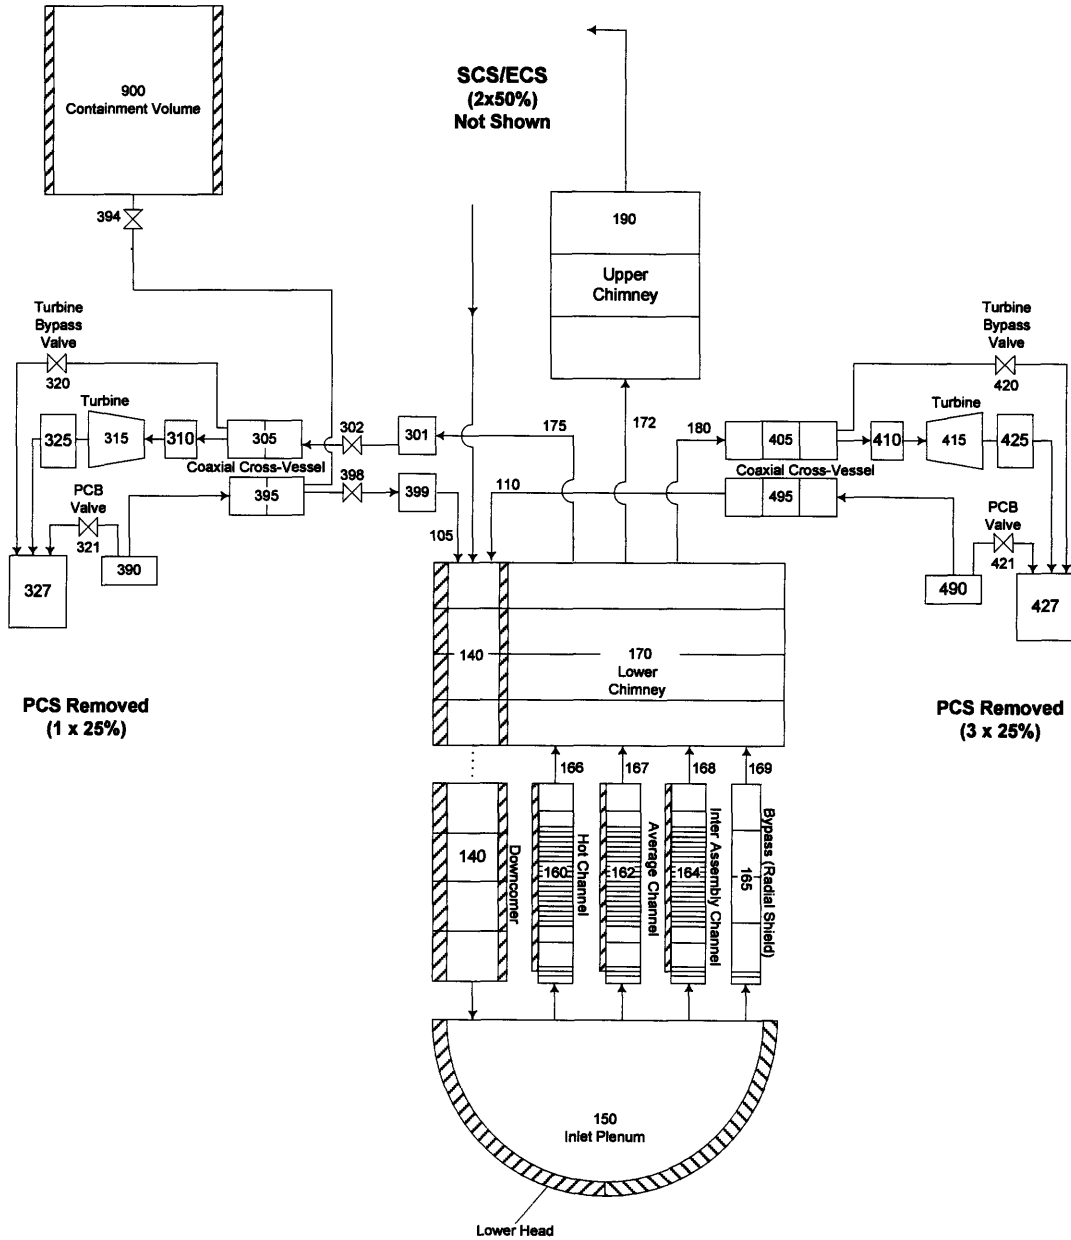 900
Containment Volume
SCS/ECS
(2x50%)
Not Shown
394
190
Upper
Chimney
Turbine
Bypass
Valve
320
Turbine
325
315
310
305
302
301
175
172
180
Coaxial Cross-Vessel
398
395
399
PCB
Valve
321
390
327
105
110
Turbine
Bypass
Valve
420
Turbine
405
410
415
425
Coaxial Cross-Vessel
495
PCB
Valve
421
490
427
140
170
Lower
Chimney
PCS Removed
(1 x 25%)
PCS Removed
(3 x 25%)
166
167
168
169
140
Downcomer
160
Hot Channel
162
Average Channel
164
Inter Assembly Channel
165
Bypass (Radial Shield)
150
Inlet Plenum
Lower Head